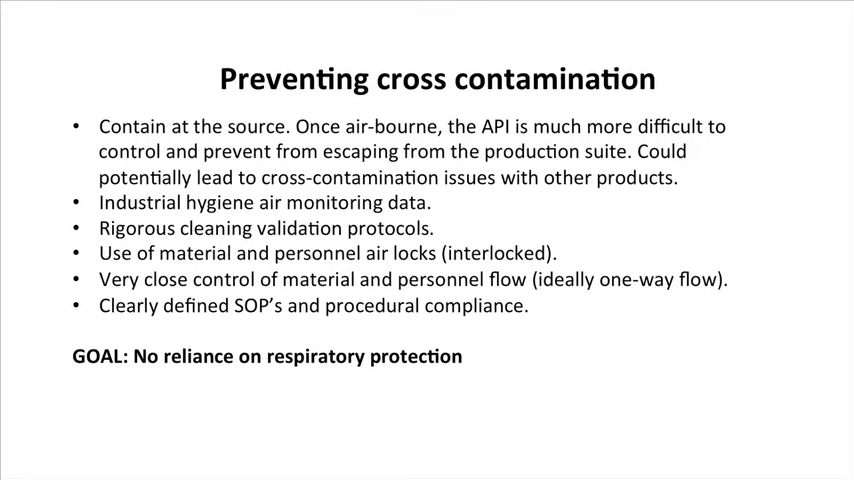 Preventing cross contamination
• Contain at the source. Once air-bourne, the API is much more difficult to
control and prevent from escaping from the production suite. Could
potentially lead to cross-contamination issues with other products.
• Industrial hygiene air monitoring data.
• Rigorous cleaning validation protocols.
• Use of material and personnel air locks (interlocked).
• Very close control of material and personnel flow (ideally one-way flow).
• Clearly defined SOP’s and procedural compliance.
GOAL: No reliance on respiratory protection